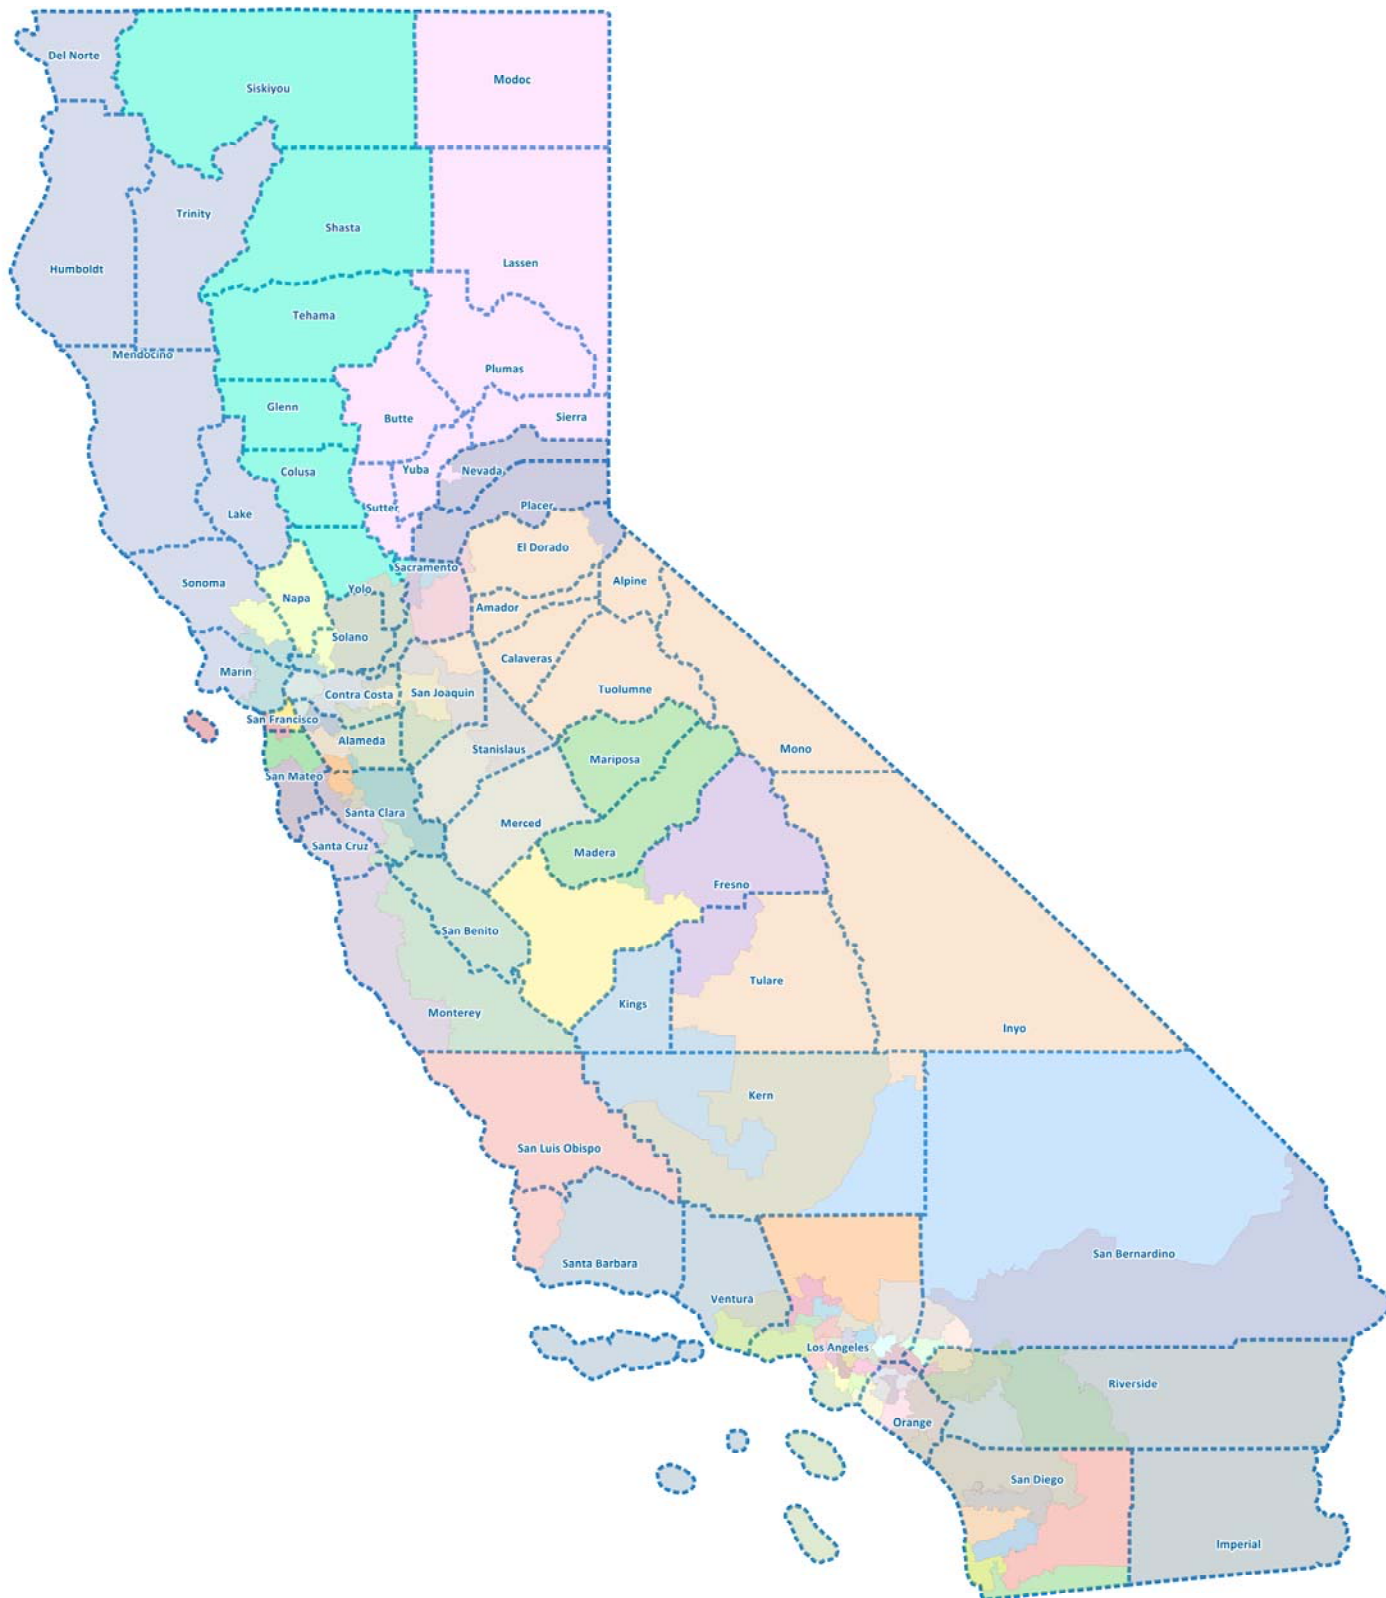 Del Norte
Siskiyou
Modoc
Trinity
Shasta
Humboldt
Lassen
Tehama
Mendocino
Plumas
Glenn
Butte
Sierra
Colusa
Yuba
Nevada
Sutter
Placer
Lake
El Dorado
Sacramento
Alpine
Sonoma
Yolo
Napa
Amador
Solano
Calaveras
Marin
Tuolumne
Contra Costa
San Joaquin
San Francisco
Alameda
Stanislaus
Mono
Mariposa
San Mateo
Santa Clara
Merced
Santa Cruz
Madera
Fresno
San Benito
Tulare
Kings
Monterey
Inyo
Kern
San Luis Obispo
San Bernardino
Santa Barbara
Ventura
Los Angeles
Riverside
Orange
San Diego
Imperial